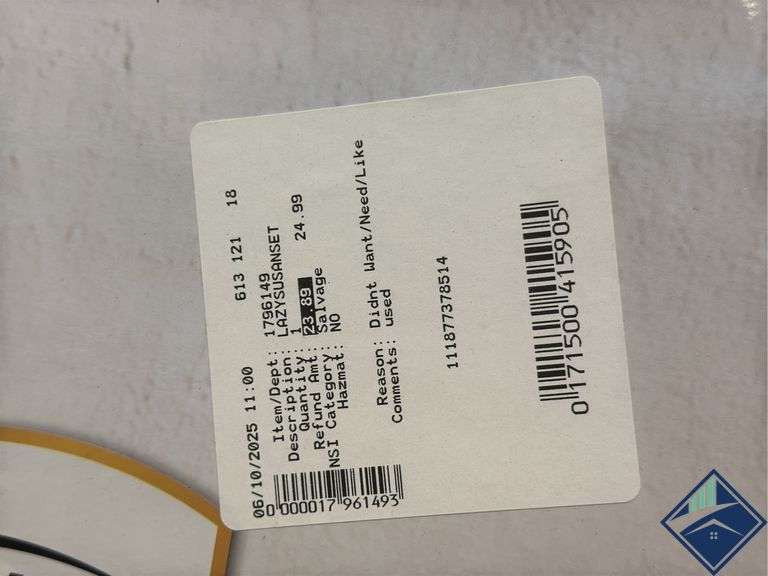 06/10/2025 11:00 613 121 18
Item/Dept: 1796149
Description: LAZYSUSANSET
Quantity: 1
Refund Amt: 23.89 24.99
NSI Category: Salvage
Hazmat: NO
Reason: Didnt Want/Need/Like
Comments: used
0 000017 961493
111877378514
0 171500 415905